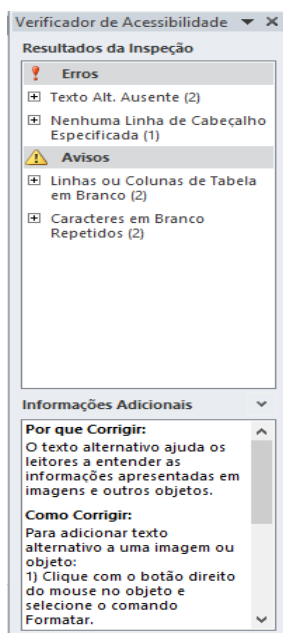 Verificador de Acessibilidade
Resultados da Inspeção
Erros
Texto Alt. Ausente (2)
Nenhuma Linha de Cabeçalho
Especificada (1)
Avisos
Linhas ou Colunas de Tabela
em Branco (2)
Caracteres em Branco
Repetidos (2)
Informações Adicionais
Por que Corrigir:
O texto alternativo ajuda os
leitores a entender as
informações apresentadas em
imagens e outros objetos.
Como Corrigir:
Para adicionar texto
alternativo a uma imagem ou
objeto:
1) Clique com o botão direito
do mouse no objeto e
selecione o comando
Formatar.